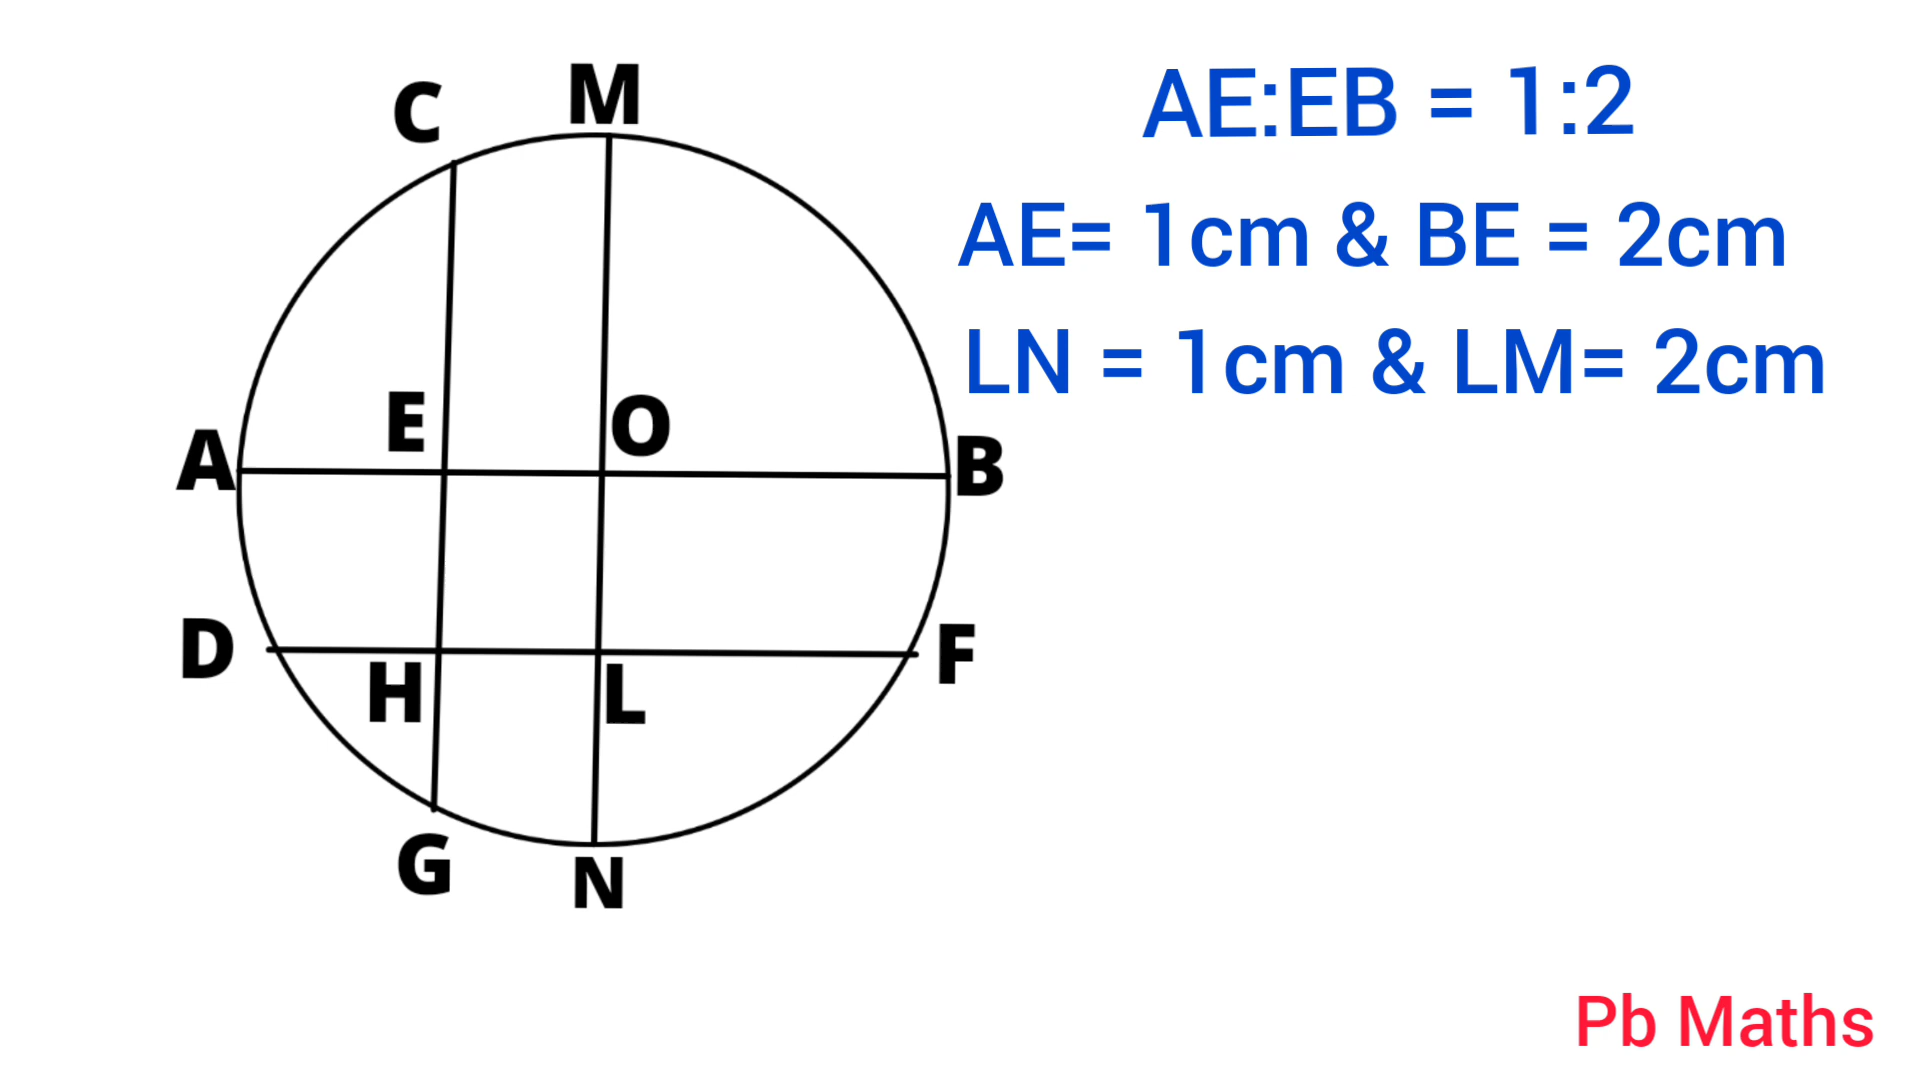 C M
E O
A B
D F
H L
G N
AE:EB = 1:2
AE= 1cm & BE = 2cm
LN = 1cm & LM= 2cm
Pb Maths